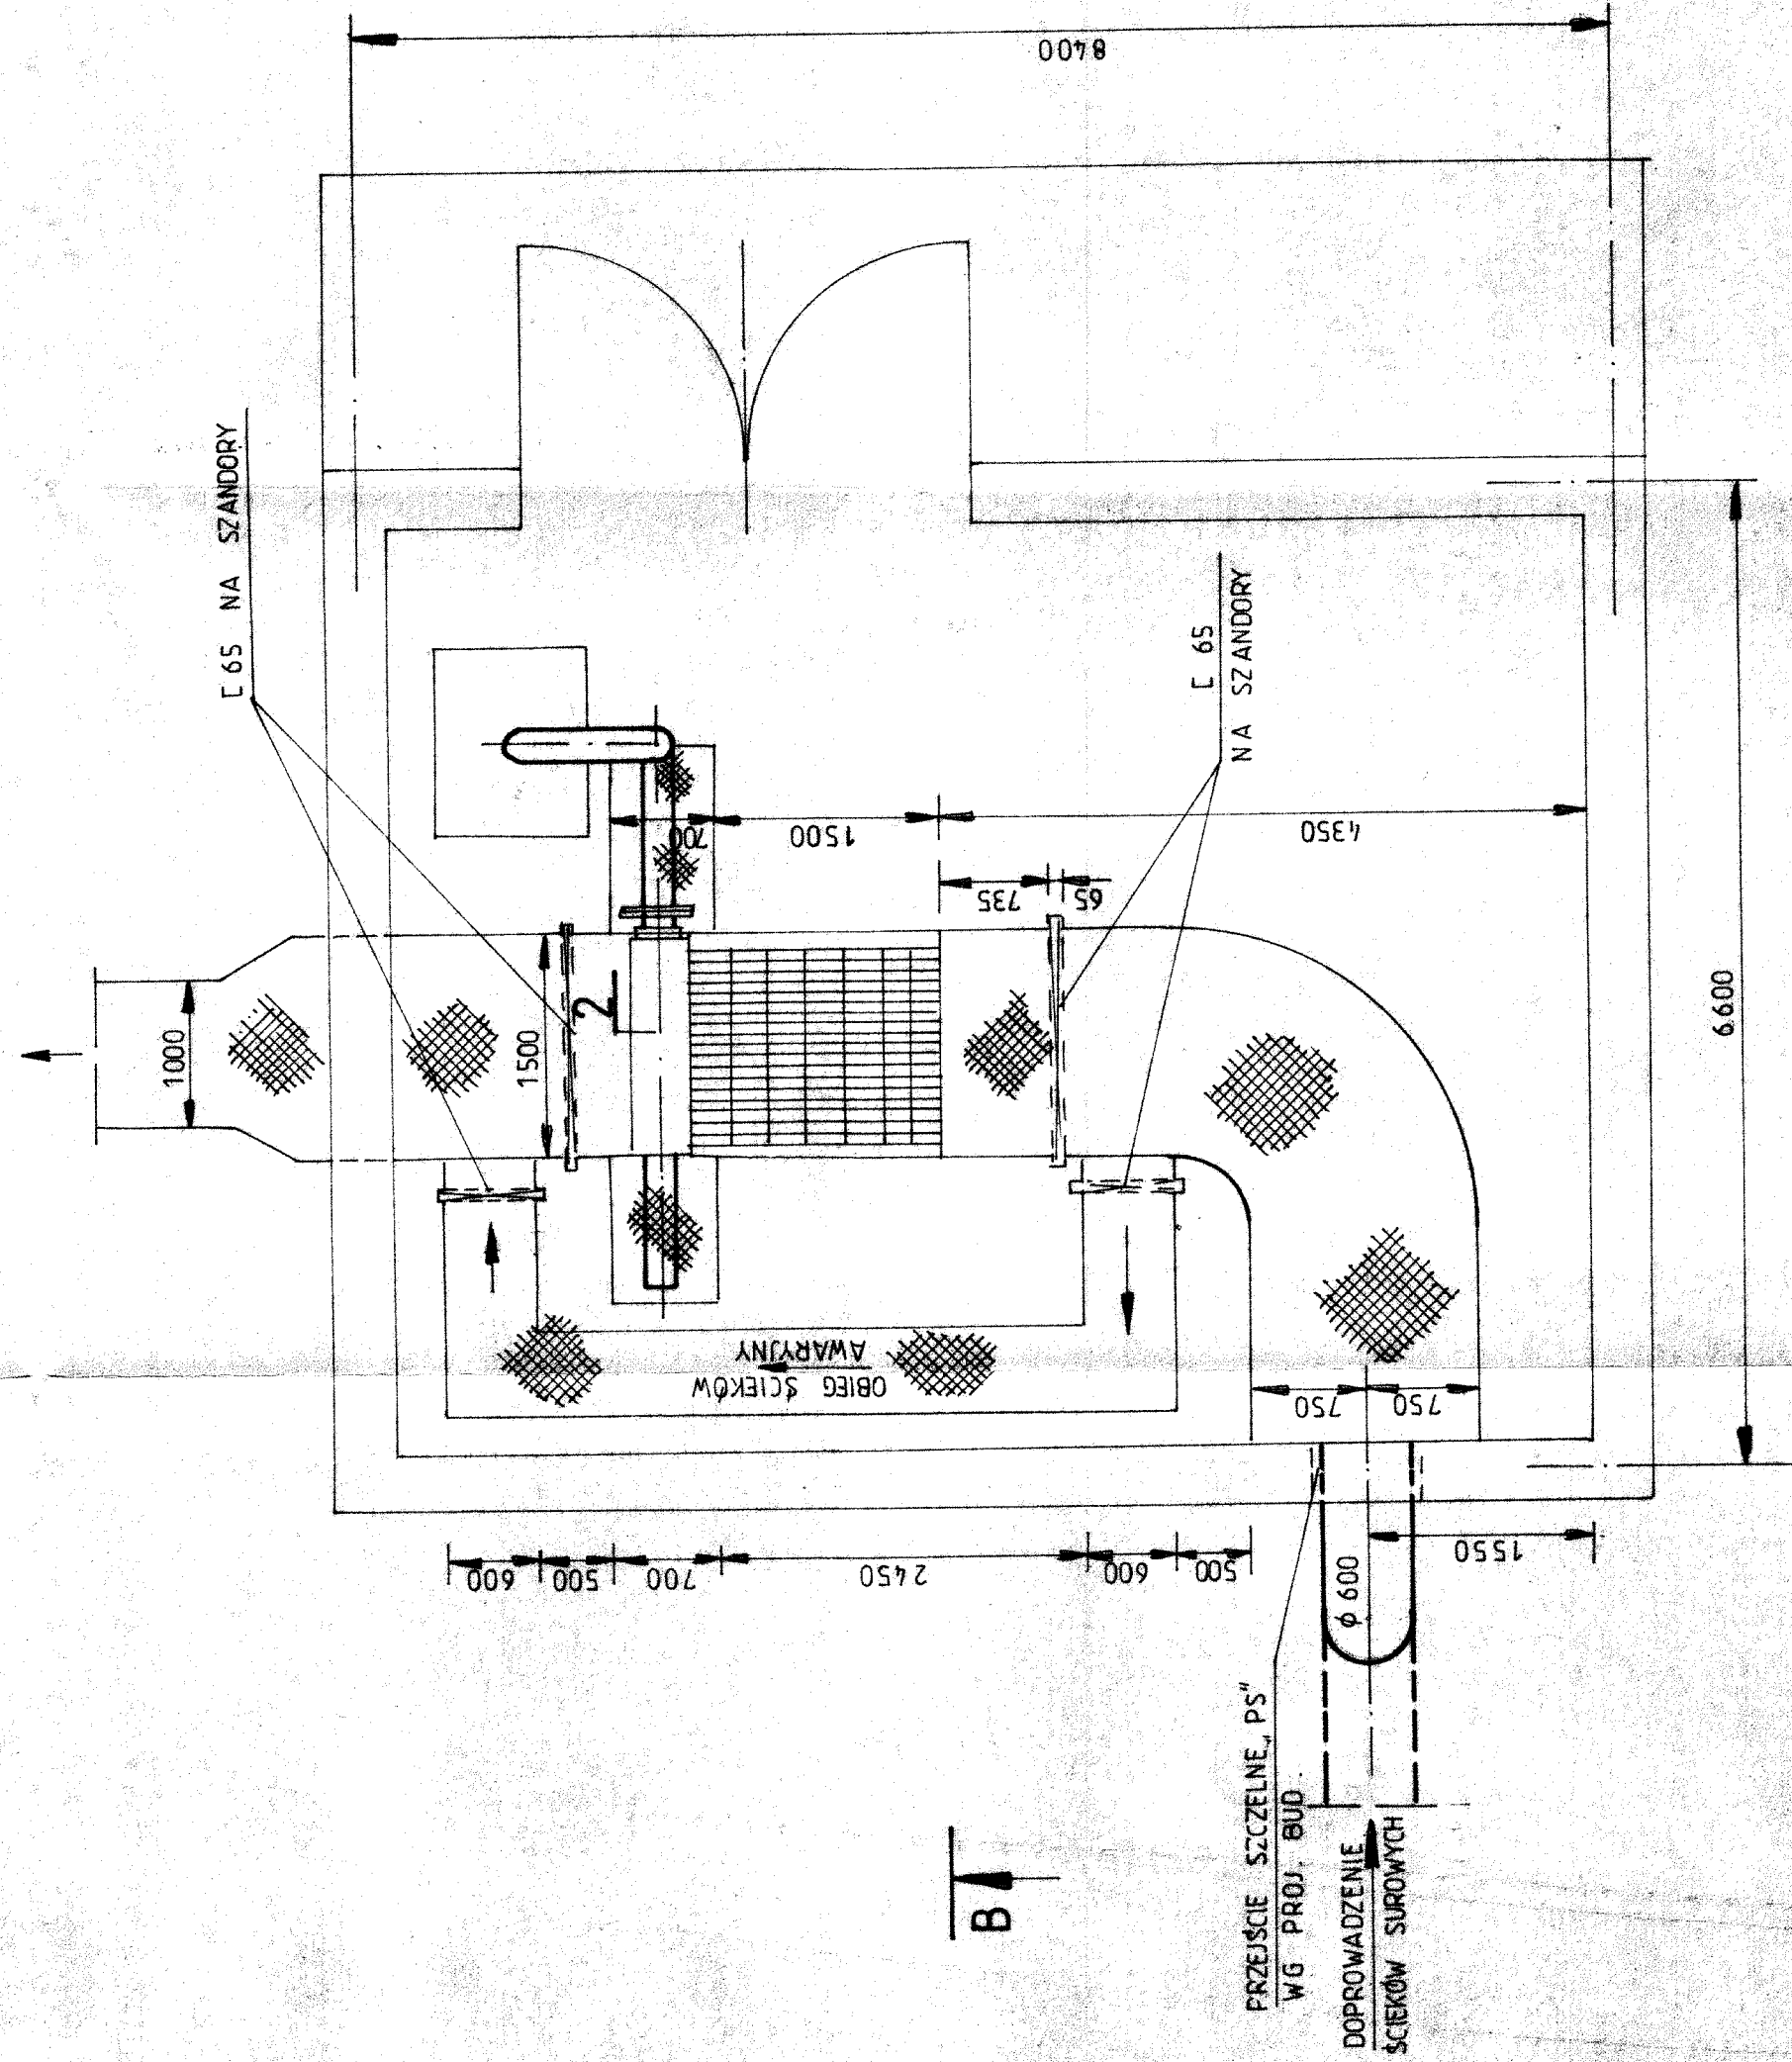 8400
[ 65 NA SZANDORY
[ 65
NA SZANDORY
700
1500
4350
735
65
1000
1500
2
6600
OBIEG ŚCIEKÓW
AWARYJNY
750
750
600
500
700
2450
600
500
1550
φ 600
PRZEJŚCIE SZCZELNE „PS”
WG PROJ. BUD.
DOPROWADZENIE
ŚCIEKÓW SUROWYCH
B